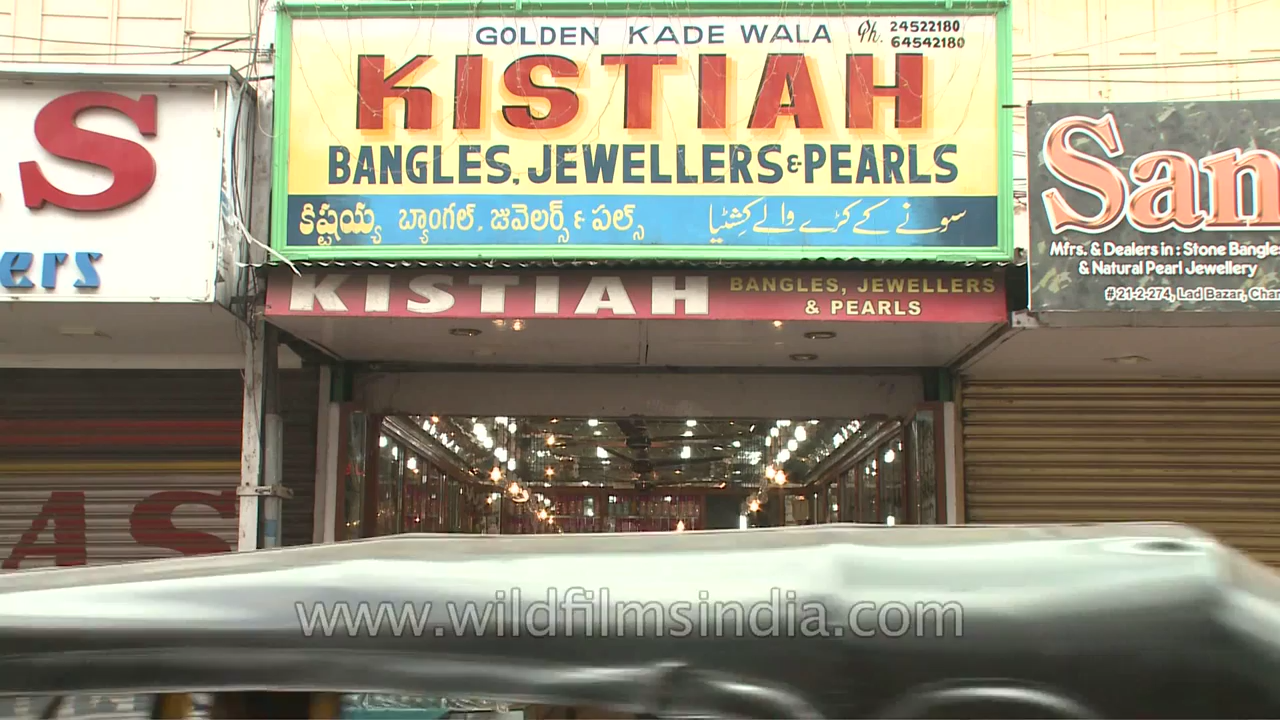 GOLDEN KADE WALA Ph. 24522180
64542180
KISTIAH
BANGLES, JEWELLERS & PEARLS
కిష్టయ్య బ్యాంగల్. జువెలర్స్ & పల్స్ سونے کے کڑے والے کِشٹیا
KISTIAH BANGLES, JEWELLERS
& PEARLS
S
lers
AS
San
Mfrs. & Dealers in : Stone Bangles
& Natural Pearl Jewellery
# 21-2-274, Lad Bazar, Char
www.wildfilmsindia.com